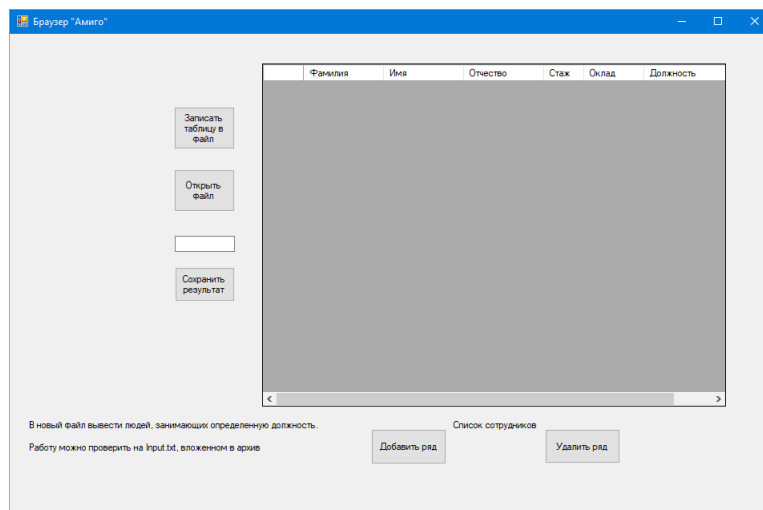 Браузер "Амиго"
Фамилия Имя Отчество Стаж Оклад Должность
Записать
таблицу в
файл
Открыть
файл
Сохранить
результат
В новый файл вывести людей, занимающих определенную должность.
Список сотрудников
Работу можно проверить на Input.txt, вложенном в архив
Добавить ряд
Удалить ряд